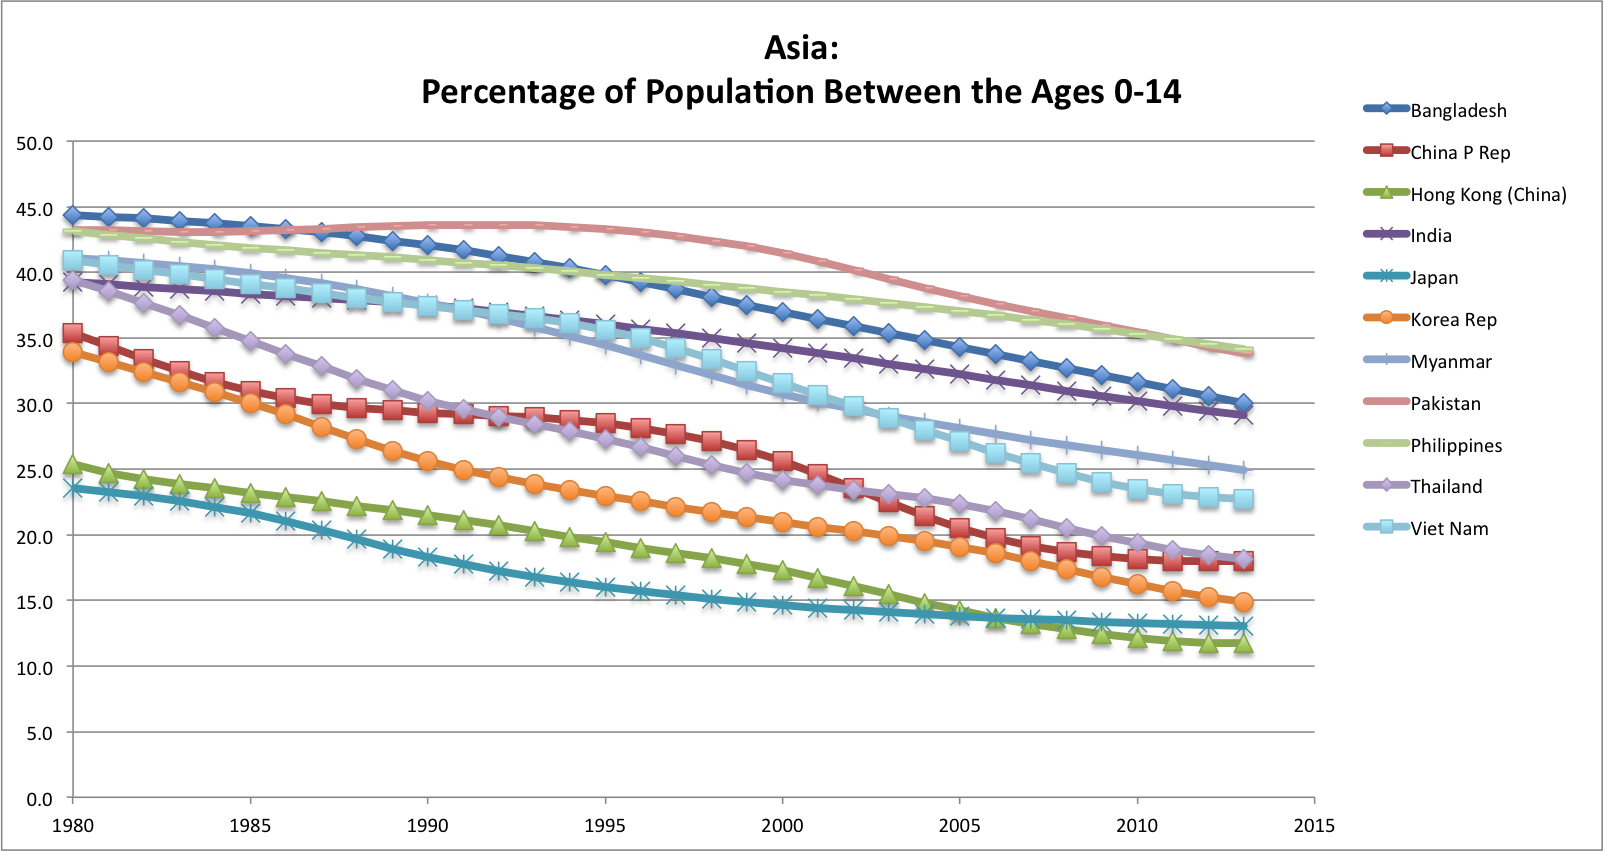 Asia:
Percentage of Population Between the Ages 0-14
50.0
45.0
40.0
35.0
30.0
25.0
20.0
15.0
10.0
5.0
0.0
1980 1985 1990 1995 2000 2005 2010 2015
Bangladesh
China P Rep
Hong Kong (China)
India
Japan
Korea Rep
Myanmar
Pakistan
Philippines
Thailand
Viet Nam